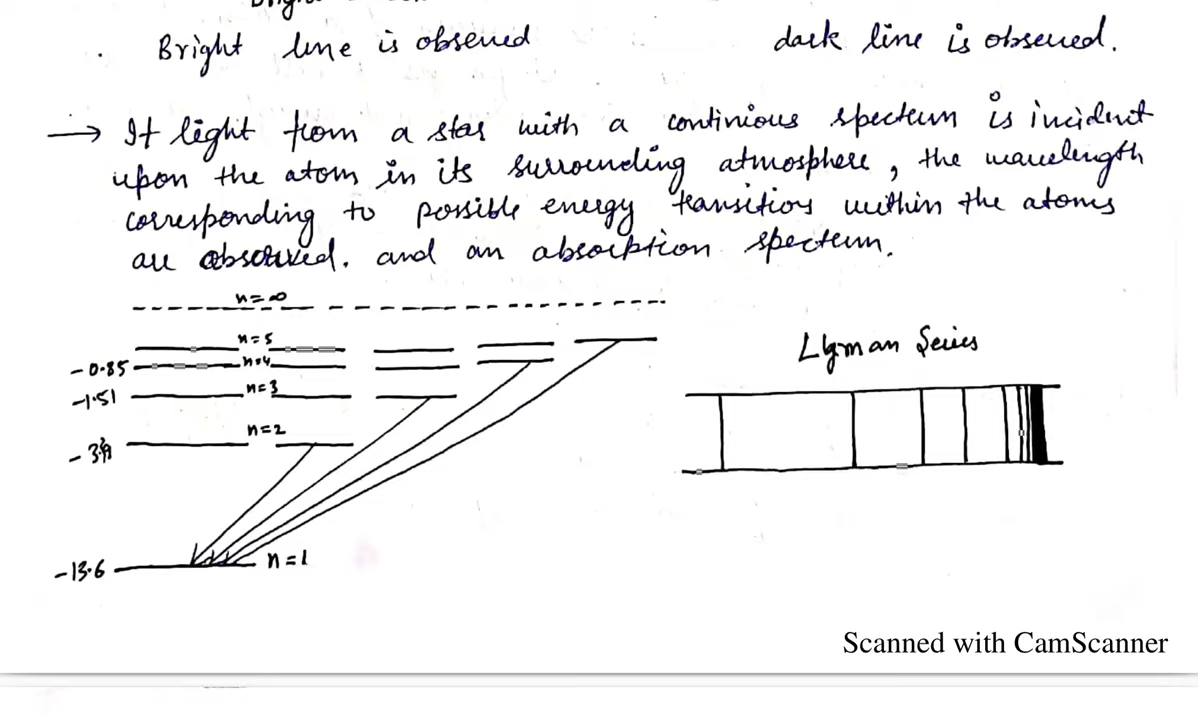 Bright line is observed
dark line is observed.
→ If light from a star with a continious spectrum is incident
upon the atom in its surrounding atmosphere, the wavelength
corresponding to possible energy transitions within the atoms
are absorbed. and an absorption spectrum.
n=∞
n=5
-0.85 n=4
-1.51 n=3
n=2
-13.6 n=1
Lyman Series
Scanned with CamScanner